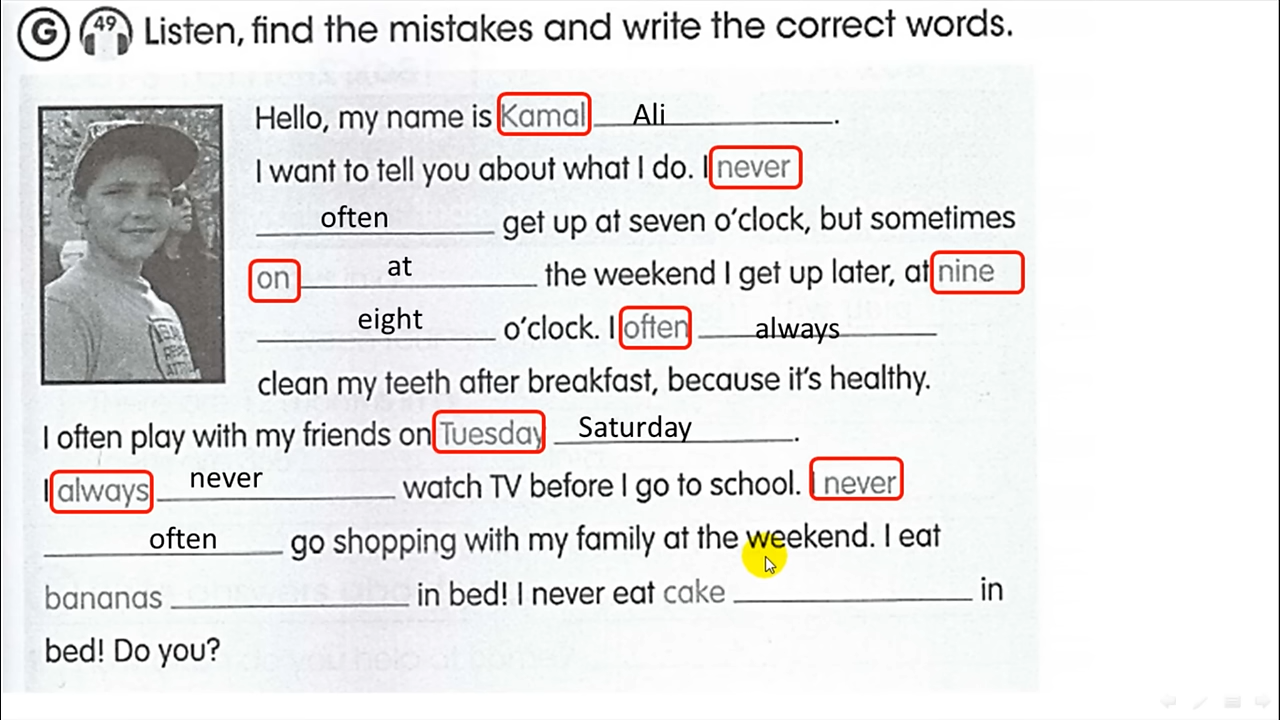 G 49 Listen, find the mistakes and write the correct words.
Hello, my name is Kamal Ali.
I want to tell you about what I do. I never
often get up at seven o'clock, but sometimes
on at the weekend I get up later, at nine
eight o'clock. I often always
clean my teeth after breakfast, because it's healthy.
I often play with my friends on Tuesday Saturday.
I always never watch TV before I go to school. I never
often go shopping with my family at the weekend. I eat
bananas in bed! I never eat cake in
bed! Do you?